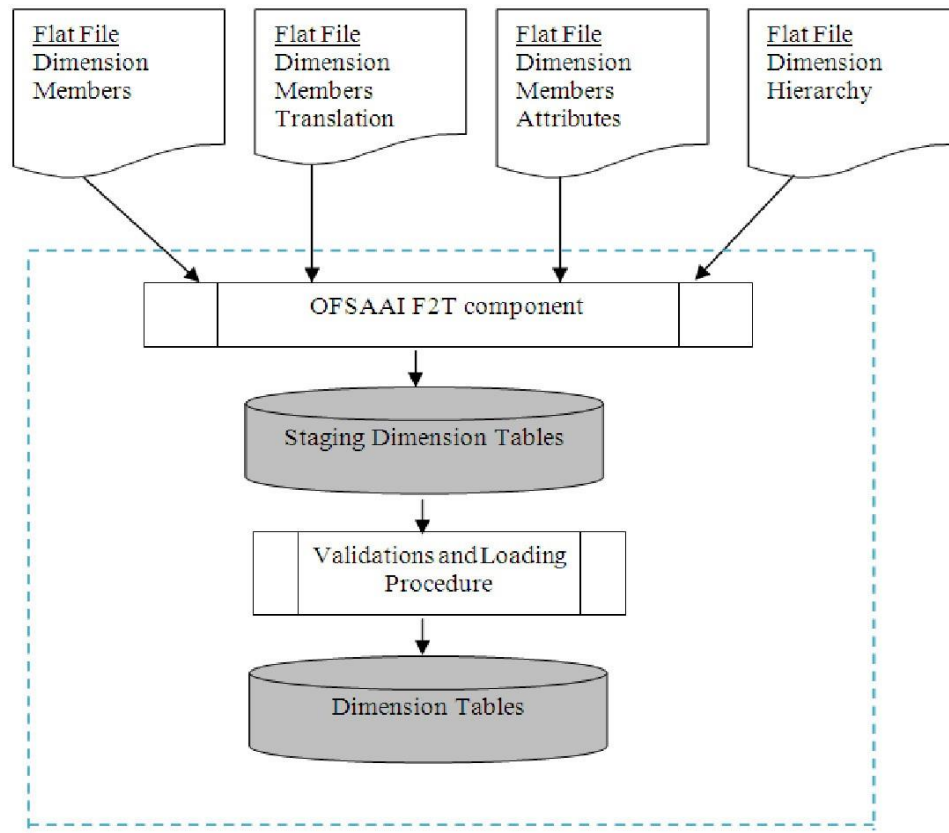 Flat File
Dimension
Members
Flat File
Dimension
Members
Translation
Flat File
Dimension
Members
Attributes
Flat File
Dimension
Hierarchy
OFSAAI F2T component
Staging Dimension Tables
Validations and Loading
Procedure
Dimension Tables